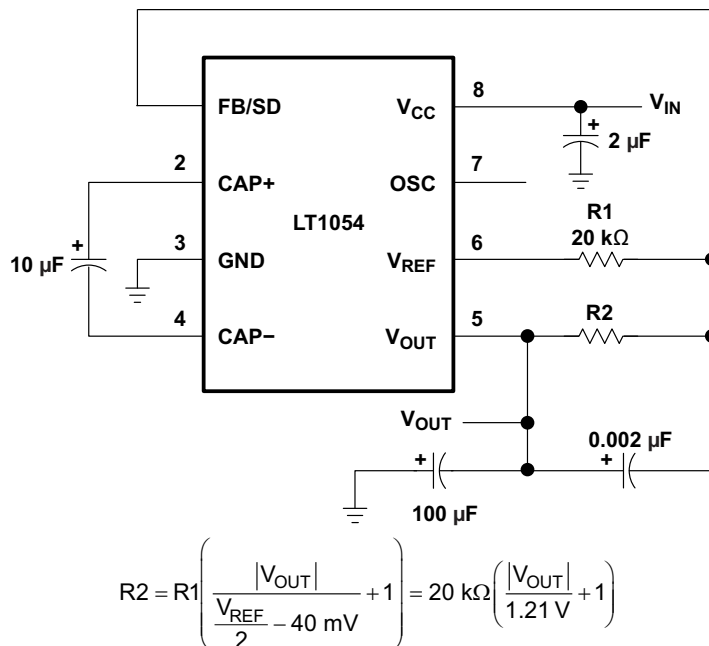 FB/SD
V_CC
8
V_IN
+
2 µF
2
CAP+
OSC
7
LT1054
R1
20 kΩ
+
10 µF
3
GND
V_REF
6
4
CAP−
V_OUT
5
R2
V_OUT
+
100 µF
0.002 µF
+
R2 = R1(|V_OUT| / (V_REF/2 − 40 mV) + 1) = 20 kΩ(|V_OUT| / 1.21 V + 1)